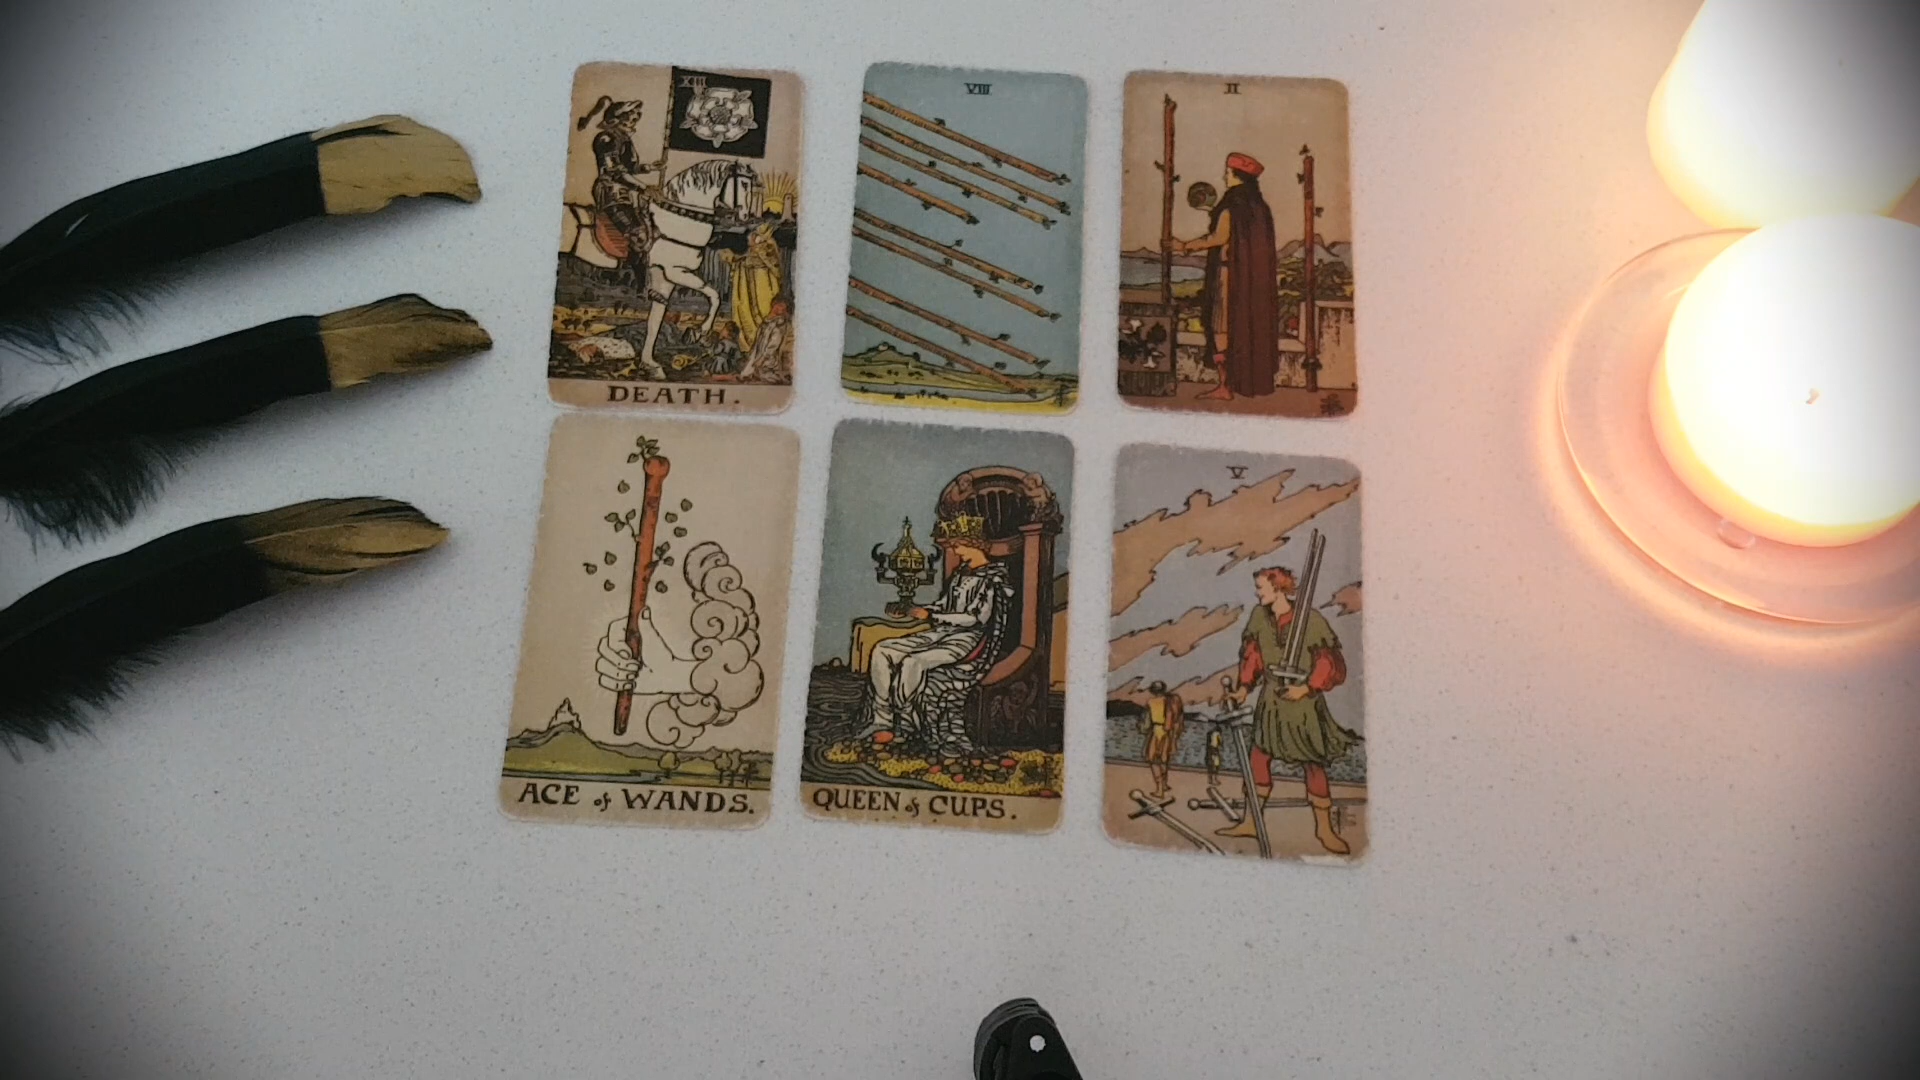 XIII
VIII
II
DEATH.
V
ACE of WANDS.
QUEEN of CUPS.